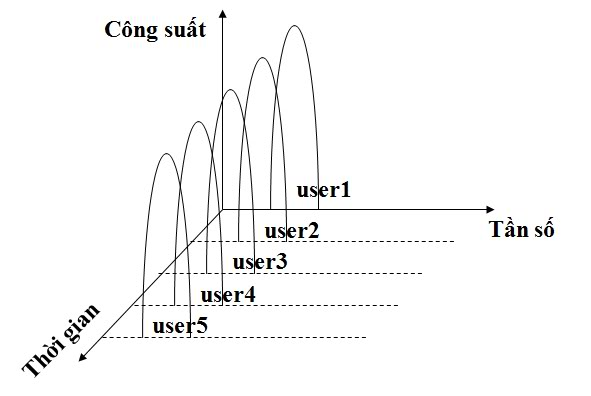 Công suất
user1
Tần số
user2
user3
user4
user5
Thời gian